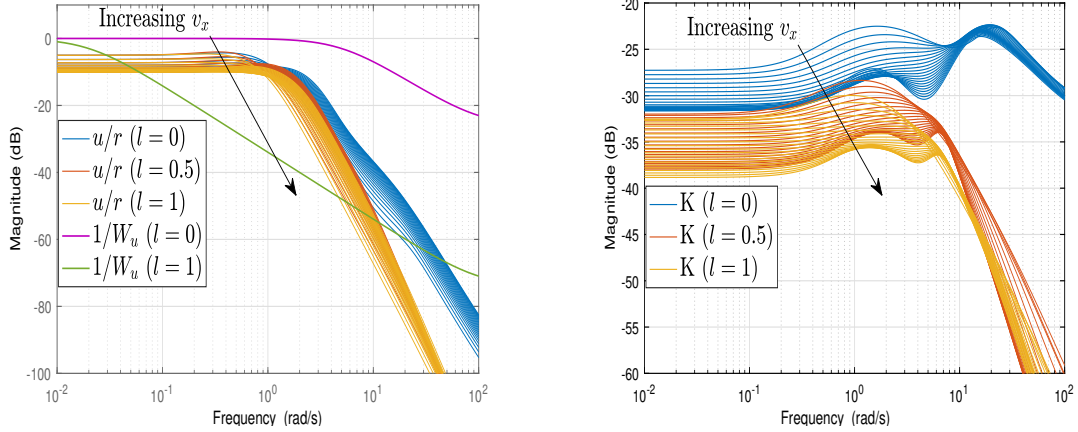 Increasing v_x
Magnitude (dB)
0
-20
-40
-60
-80
-100
u/r (l = 0)
u/r (l = 0.5)
u/r (l = 1)
1/W_u (l = 0)
1/W_u (l = 1)
10^-2
10^-1
10^0
10^1
10^2
Frequency (rad/s)
Increasing v_x
Magnitude (dB)
-20
-25
-30
-35
-40
-45
-50
-55
-60
K (l = 0)
K (l = 0.5)
K (l = 1)
10^-2
10^-1
10^0
10^1
10^2
Frequency (rad/s)